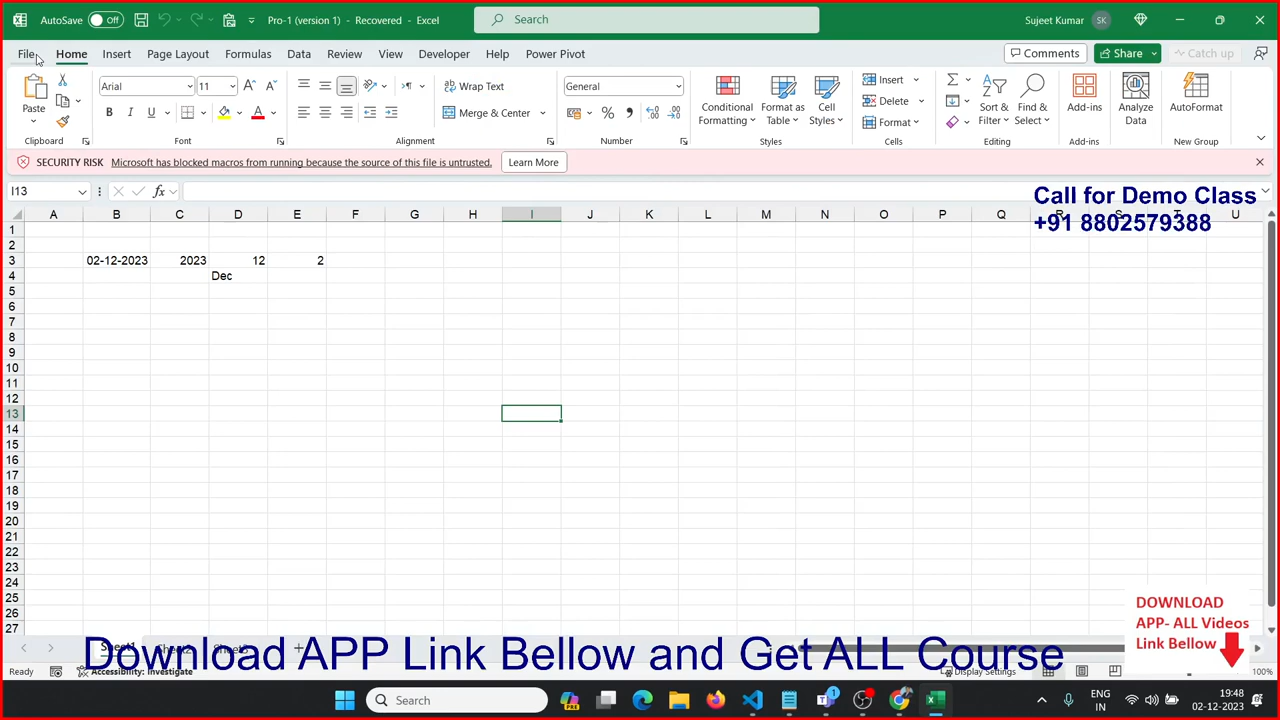 AutoSave Off Pro-1 (version 1) - Recovered - Excel Search Sujeet Kumar SK
File Home Insert Page Layout Formulas Data Review View Developer Help Power Pivot Comments Share Catch up
Arial 11 Wrap Text General Insert
Paste Merge & Center Conditional Formatting Format as Table Cell Styles Delete Sort & Filter Find & Select Add-ins Analyze Data AutoFormat
Format
Clipboard Font Alignment Number Styles Cells Editing Add-ins New Group
SECURITY RISK Microsoft has blocked macros from running because the source of this file is untrusted. Learn More
I13 fx
Call for Demo Class
+91 8802579388
A B C D E F G H I J K L M N O P Q R S T U
1
2
3 02-12-2023 2023 12 2
4 Dec
5
6
7
8
9
10
11
12
13
14
15
16
17
18
19
20
21
22
23
24
25
26
27
DOWNLOAD
APP- ALL Videos
Link Bellow
Sheet1 Sheet2
Download APP Link Bellow and Get ALL Course
Ready Accessibility: Investigate Display Settings 100%
Search PRE 1 ENG
IN
19:48
02-12-2023